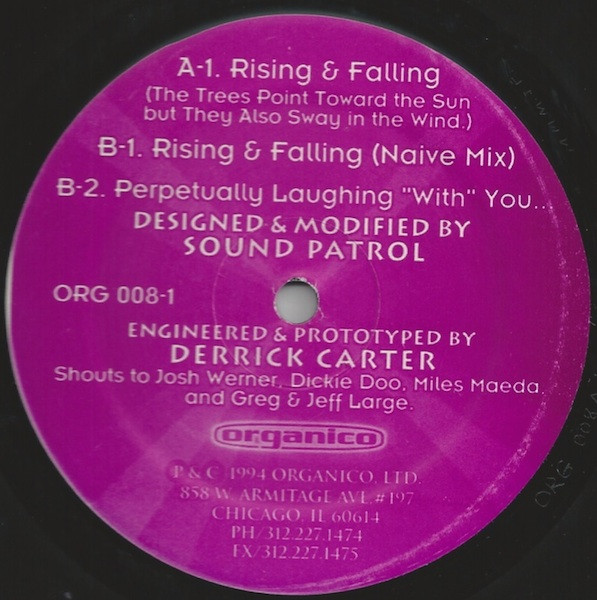 A-1. Rising & Falling
(The Trees Point Toward the Sun
but They Also Sway in the Wind.)
B-1. Rising & Falling (Naive Mix)
B-2. Perpetually Laughing "With" You...
DESIGNED & MODIFIED BY
SOUND PATROL
ORG 008-1
ENGINEERED & PROTOTYPED BY
DERRICK CARTER
Shouts to Josh Werner, Dickie Doo, Miles Maeda,
and Greg & Jeff Large.
organico
P & C 1994 ORGANICO, LTD.
858 W. ARMITAGE AVE #197
CHICAGO, IL 60614
PH/312.227.1474
FX/312.227.1475